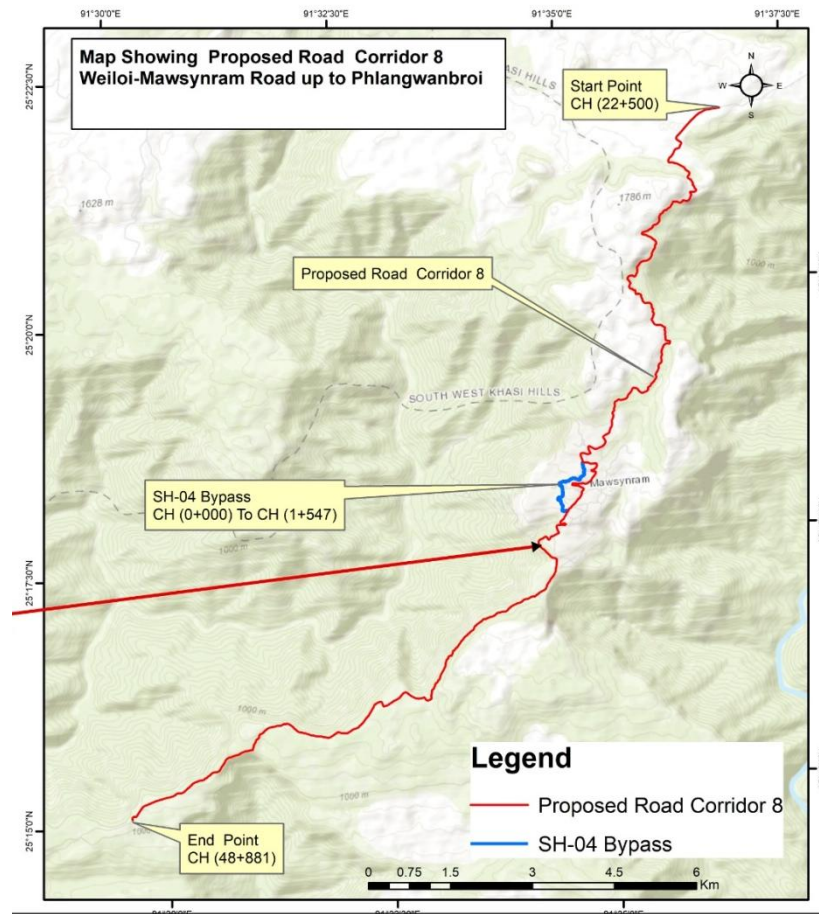 91°30'0"E 91°32'30"E 91°35'0"E 91°37'30"E
Map Showing Proposed Road Corridor 8
Weiloi-Mawsynram Road up to Phlangwanbroi
N
W E
S
Start Point
CH (22+500)
25°22'30"N
KHASI HILLS
1628 m
1786 m
1000 m
Proposed Road Corridor 8
25°20'0"N
SOUTH WEST KHASI HILLS
SH-04 Bypass
CH (0+000) To CH (1+547)
Mawsynram
1000 m
25°17'30"N
1000 m
1000 m
1000 m
25°15'0"N
End Point
CH (48+881)
Legend
Proposed Road Corridor 8
SH-04 Bypass
0 0.75 1.5 3 4.5 6
Km